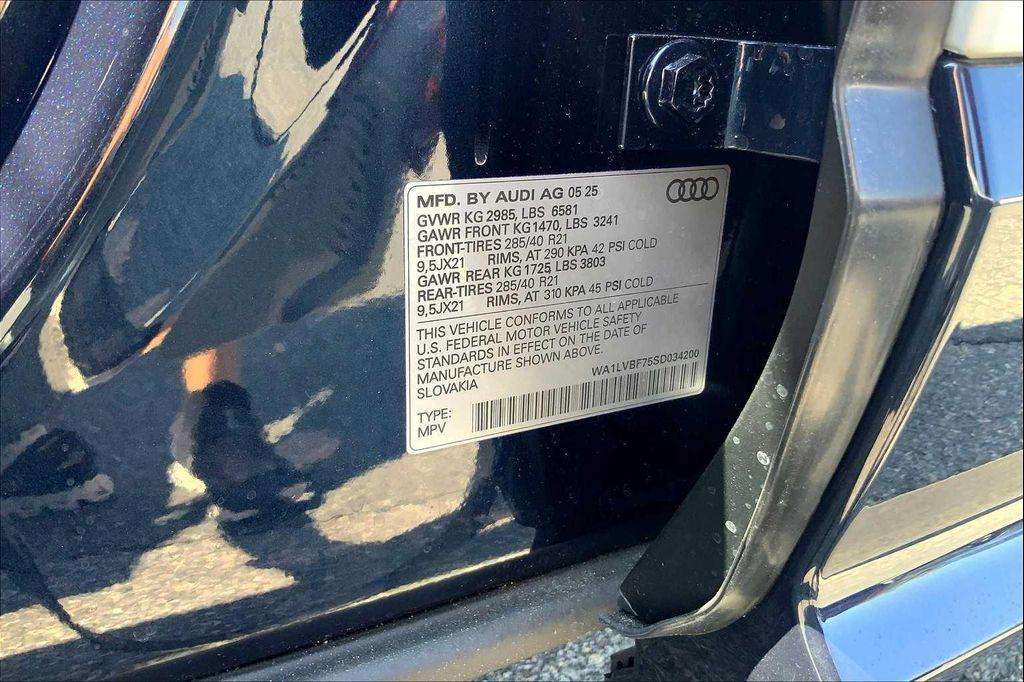 MFD. BY AUDI AG 05 25
GVWR KG 2985, LBS 6581
GAWR FRONT KG1470, LBS 3241
FRONT-TIRES 285/40 R21
9,5JX21 RIMS, AT 290 KPA 42 PSI COLD
GAWR REAR KG 1725, LBS 3803
REAR-TIRES 285/40 R21
9,5JX21 RIMS, AT 310 KPA 45 PSI COLD
THIS VEHICLE CONFORMS TO ALL APPLICABLE
U.S. FEDERAL MOTOR VEHICLE SAFETY
STANDARDS IN EFFECT ON THE DATE OF
MANUFACTURE SHOWN ABOVE.
SLOVAKIA WA1LVBF75SD034200
TYPE:
MPV